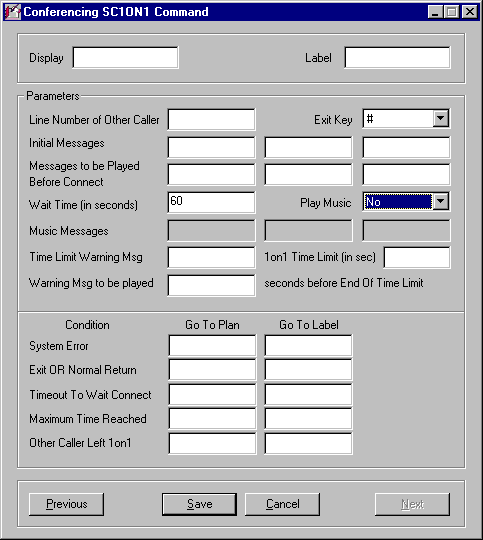 Conferencing SC1ON1 Command
Display Label
Parameters
Line Number of Other Caller Exit Key #
Initial Messages
Messages to be Played
Before Connect
Wait Time (in seconds) 60 Play Music No
Music Messages
Time Limit Warning Msg 1on1 Time Limit (in sec)
Warning Msg to be played seconds before End Of Time Limit
Condition Go To Plan Go To Label
System Error
Exit OR Normal Return
Timeout To Wait Connect
Maximum Time Reached
Other Caller Left 1on1
Previous Save Cancel Next